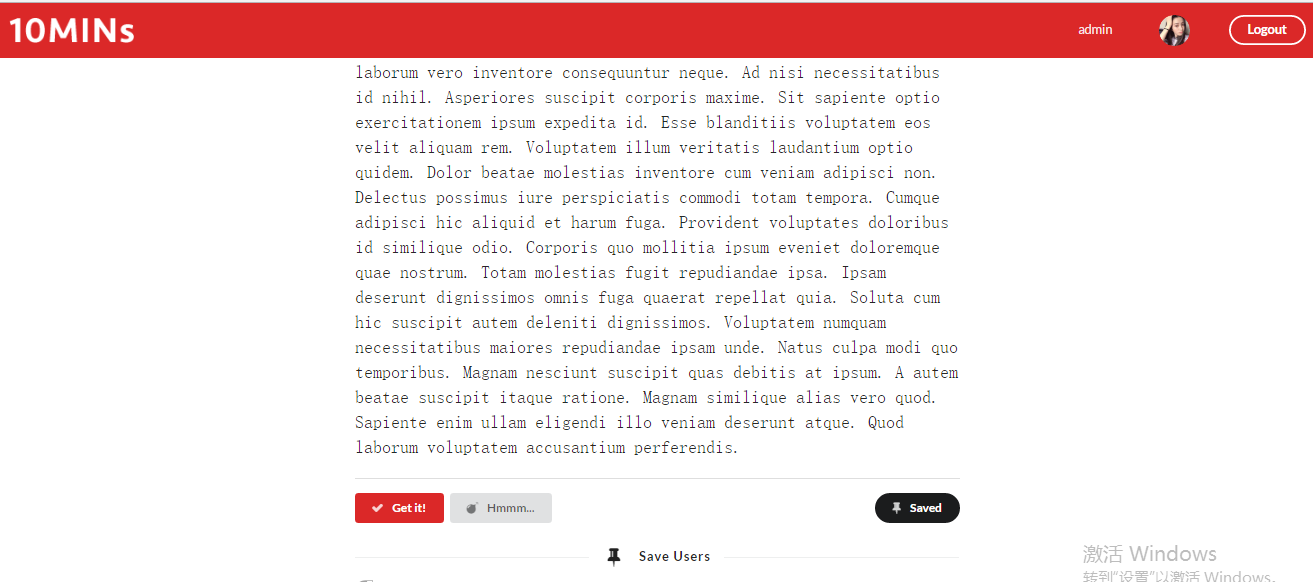 10MINs
admin
Logout
laborum vero inventore consequuntur neque. Ad nisi necessitatibus
id nihil. Asperiores suscipit corporis maxime. Sit sapiente optio
exercitationem ipsum expedita id. Esse blanditiis voluptatem eos
velit aliquam rem. Voluptatem illum veritatis laudantium optio
quidem. Dolor beatae molestias inventore cum veniam adipisci non.
Delectus possimus iure perspiciatis commodi totam tempora. Cumque
adipisci hic aliquid et harum fuga. Provident voluptates doloribus
id similique odio. Corporis quo mollitia ipsum eveniet doloremque
quae nostrum. Totam molestias fugit repudiandae ipsa. Ipsam
deserunt dignissimos omnis fuga quaerat repellat quia. Soluta cum
hic suscipit autem deleniti dignissimos. Voluptatem numquam
necessitatibus maiores repudiandae ipsam unde. Natus culpa modi quo
temporibus. Magnam nesciunt suscipit quas debitis at ipsum. A autem
beatae suscipit itaque ratione. Magnam similique alias vero quod.
Sapiente enim ullam eligendi illo veniam deserunt atque. Quod
laborum voluptatem accusantium perferendis.
Get it!
Hmmm...
Saved
Save Users
激活 Windows
转到"设置"以激活 Windows。